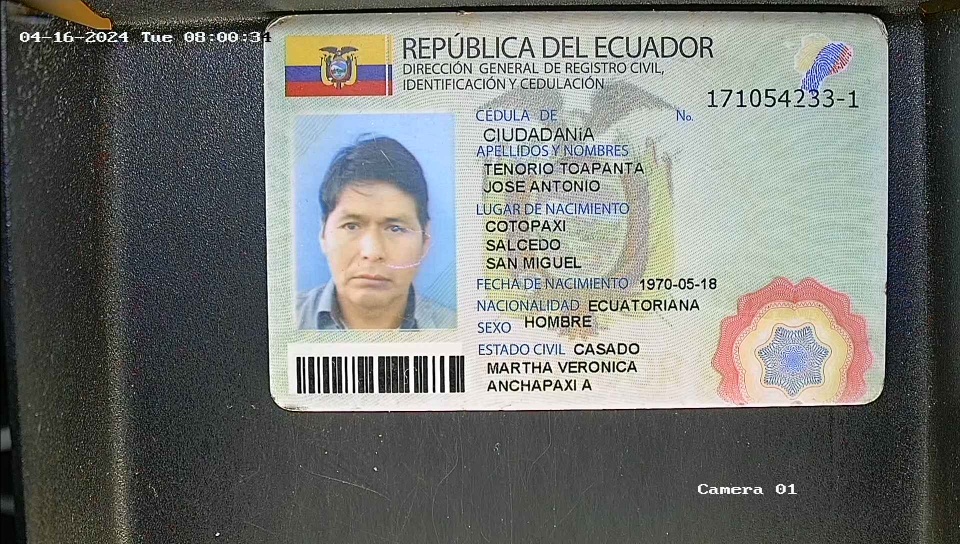 04-16-2024 Tue 08:00:34
REPÚBLICA DEL ECUADOR
DIRECCIÓN GENERAL DE REGISTRO CIVIL,
IDENTIFICACIÓN Y CEDULACIÓN
171054233-1
CÉDULA DE No.
CIUDADANíA
APELLIDOS Y NOMBRES
TENORIO TOAPANTA
JOSE ANTONIO
LUGAR DE NACIMIENTO
COTOPAXI
SALCEDO
SAN MIGUEL
FECHA DE NACIMIENTO 1970-05-18
NACIONALIDAD ECUATORIANA
SEXO HOMBRE
ESTADO CIVIL CASADO
MARTHA VERONICA
ANCHAPAXI A
Camera 01